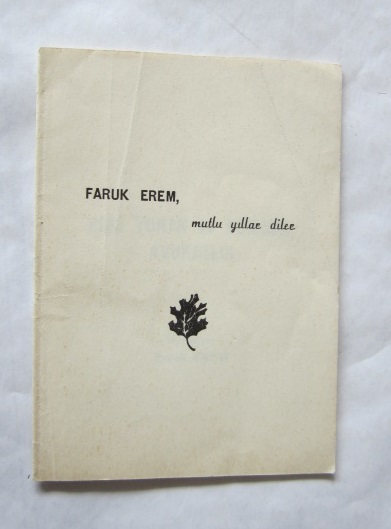 FARUK EREM,
mutlu yıllar diler